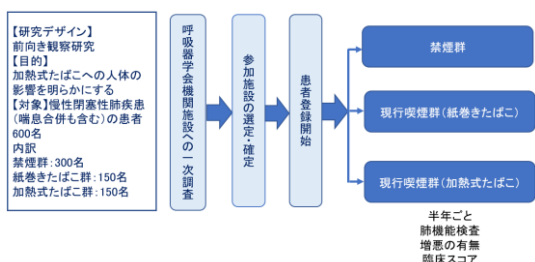 【研究デザイン】
前向き観察研究
【目的】
加熱式たばこへの人体の
影響を明らかにする
【対象】慢性閉塞性肺疾患
(喘息合併も含む)の患者
600名
内訳
禁煙群:300名
紙巻きたばこ群:150名
加熱式たばこ群:150名
呼吸器学会機関施設への一次調査
参加施設の選定・確定
患者登録開始
禁煙群
現行喫煙群(紙巻きたばこ)
現行喫煙群(加熱式たばこ)
半年ごと
肺機能検査
増悪の有無
臨床スコア